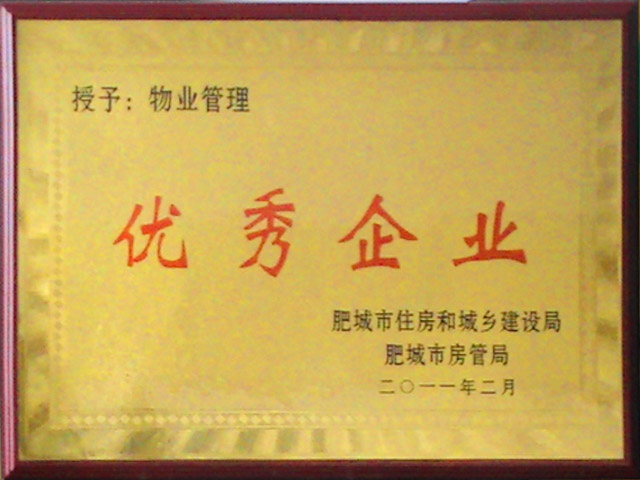 授予：物业管理
优秀企业
肥城市住房和城乡建设局
肥城市房管局
二〇一一年二月